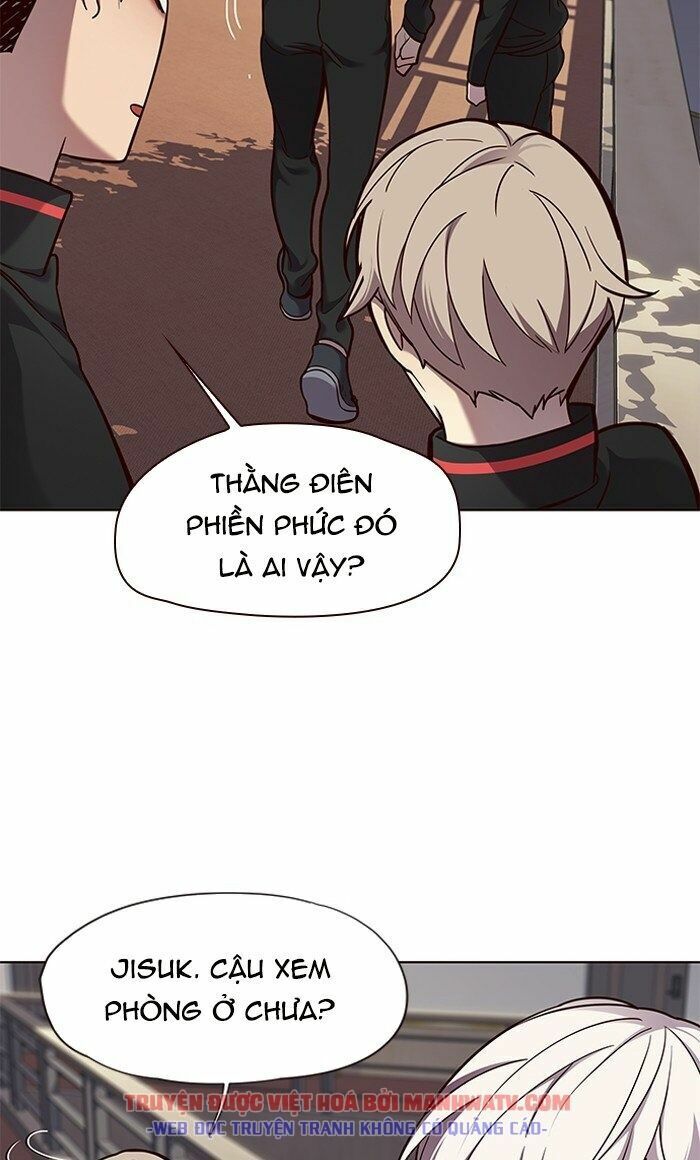 THẰNG ĐIÊN
PHIỀN PHỨC ĐÓ
LÀ AI VẬY?
JISUK. CẬU XEM
PHÒNG Ở CHƯA?
TRUYỆN ĐƯỢC VIỆT HOÁ BỞI MANHWATV.COM
-WEB ĐỌC TRUYỆN TRANH KHÔNG CÓ QUẢNG CÁO-